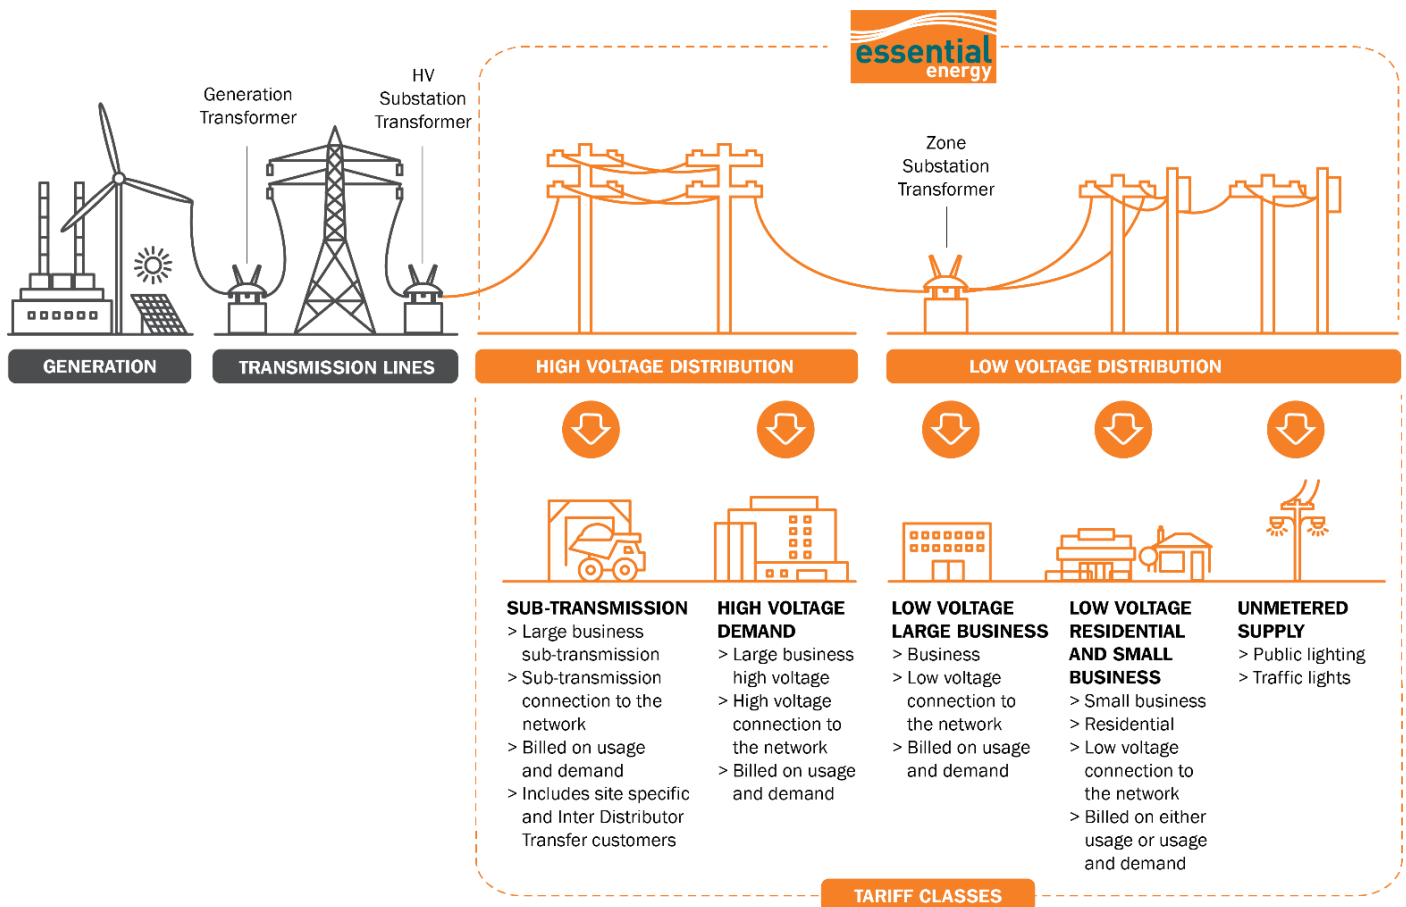 essential
energy
Generation
Transformer
HV
Substation
Transformer
Zone
Substation
Transformer
GENERATION
TRANSMISSION LINES
HIGH VOLTAGE DISTRIBUTION
LOW VOLTAGE DISTRIBUTION
SUB-TRANSMISSION
> Large business
sub-transmission
> Sub-transmission
connection to the
network
> Billed on usage
and demand
> Includes site specific
and Inter Distributor
Transfer customers
HIGH VOLTAGE
DEMAND
> Large business
high voltage
> High voltage
connection to
the network
> Billed on usage
and demand
LOW VOLTAGE
LARGE BUSINESS
> Business
> Low voltage
connection to
the network
> Billed on usage
and demand
LOW VOLTAGE
RESIDENTIAL
AND SMALL
BUSINESS
> Small business
> Residential
> Low voltage
connection to
the network
> Billed on either
usage or usage
and demand
UNMETERED
SUPPLY
> Public lighting
> Traffic lights
TARIFF CLASSES